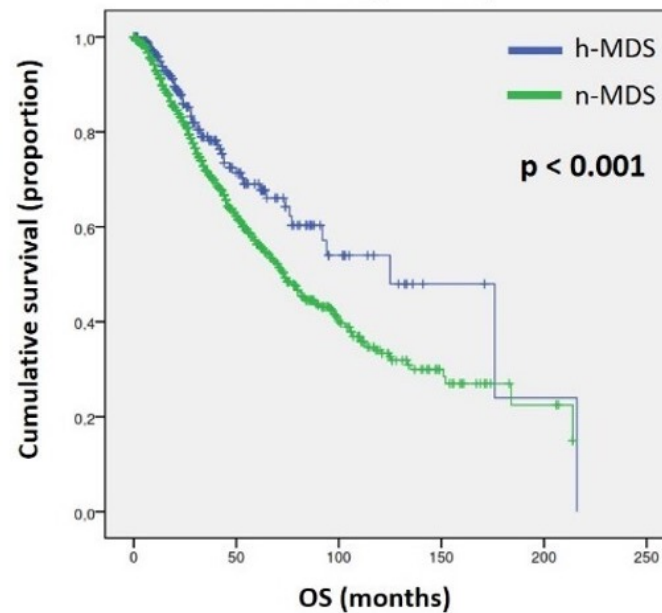 h-MDS
n-MDS
p < 0.001
Cumulative survival (proportion)
1,0
0,8
0,6
0,4
0,2
0,0
0 50 100 150 200 250
OS (months)